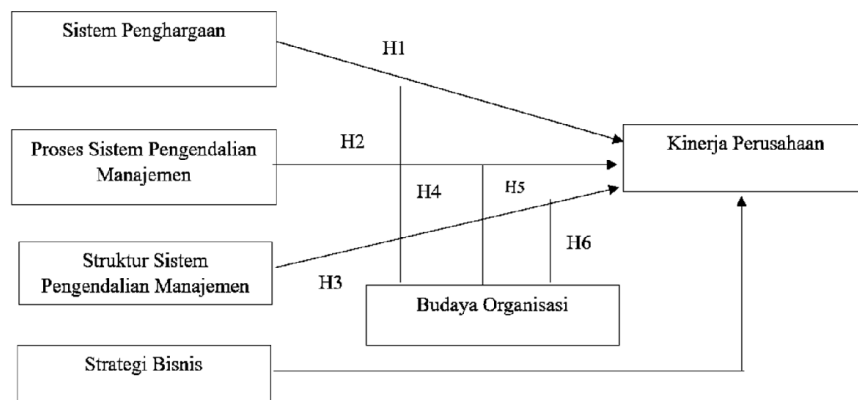 Sistem Penghargaan
H1
Proses Sistem Pengendalian
Manajemen
H2
Kinerja Perusahaan
H4
H5
Struktur Sistem
Pengendalian Manajemen
H3
H6
Budaya Organisasi
Strategi Bisnis